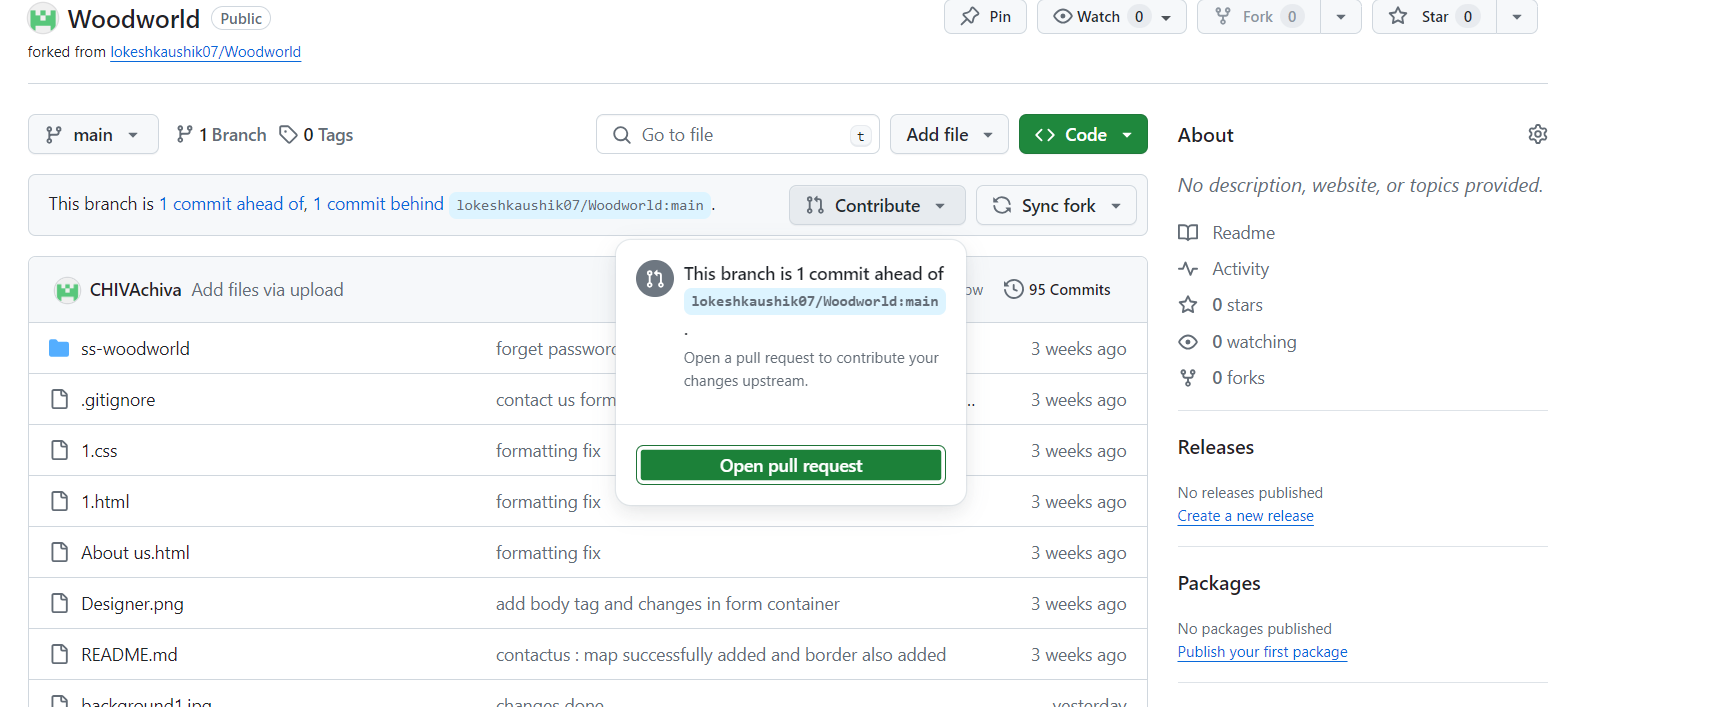 Woodworld Public
Pin
Watch 0
Fork 0
Star 0
forked from lokeshkaushik07/Woodworld
main
1 Branch
0 Tags
Go to file
t
Add file
Code
This branch is 1 commit ahead of, 1 commit behind lokeshkaushik07/Woodworld:main .
Contribute
Sync fork
This branch is 1 commit ahead of
lokeshkaushik07/Woodworld:main
.
Open a pull request to contribute your
changes upstream.
Open pull request
CHIVAchiva Add files via upload
95 Commits
ss-woodworld forget password 3 weeks ago
.gitignore contact us form .. 3 weeks ago
1.css formatting fix 3 weeks ago
1.html formatting fix 3 weeks ago
About us.html formatting fix 3 weeks ago
Designer.png add body tag and changes in form container 3 weeks ago
README.md contactus : map successfully added and border also added 3 weeks ago
background1.jpg changes done yesterday
About
No description, website, or topics provided.
Readme
Activity
0 stars
0 watching
0 forks
Releases
No releases published
Create a new release
Packages
No packages published
Publish your first package